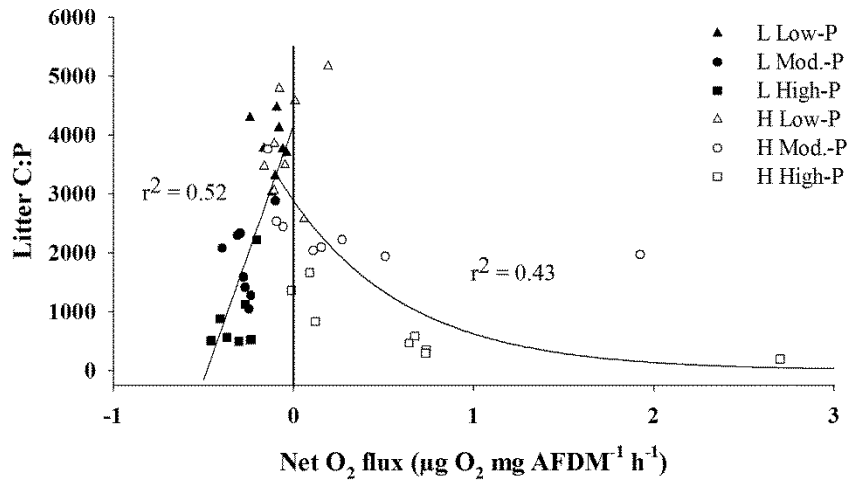 6000
5000
4000
3000
2000
1000
0
Litter C:P
L Low-P
L Mod.-P
L High-P
H Low-P
H Mod.-P
H High-P
r² = 0.52
r² = 0.43
-1 0 1 2 3
Net O₂ flux (µg O₂ mg AFDM⁻¹ h⁻¹)